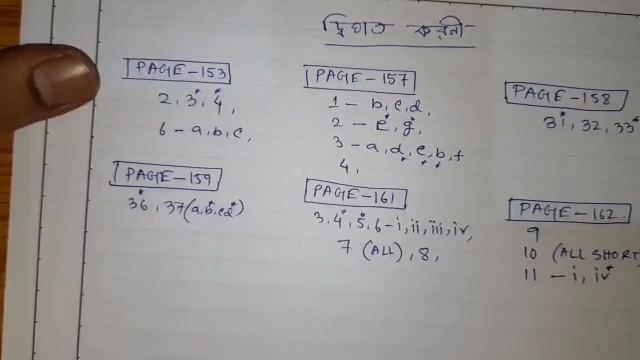 দ্বিঘাত করনী
PAGE-153
2, 3*, 4*,
6 - a, b, c,
PAGE-157
1 - b, c, d,
2 - e*, g*,
3 - a, d*, e*, b*, f
4,
PAGE-158
31*, 32, 33*
PAGE-159
36*, 37 (a, b*, cd*)
PAGE-161
3, 4*, 5*, 6 - i, ii, iii, iv,
7 (ALL), 8,
PAGE-162
9
10 (ALL SHORT,
11 - i, iv*